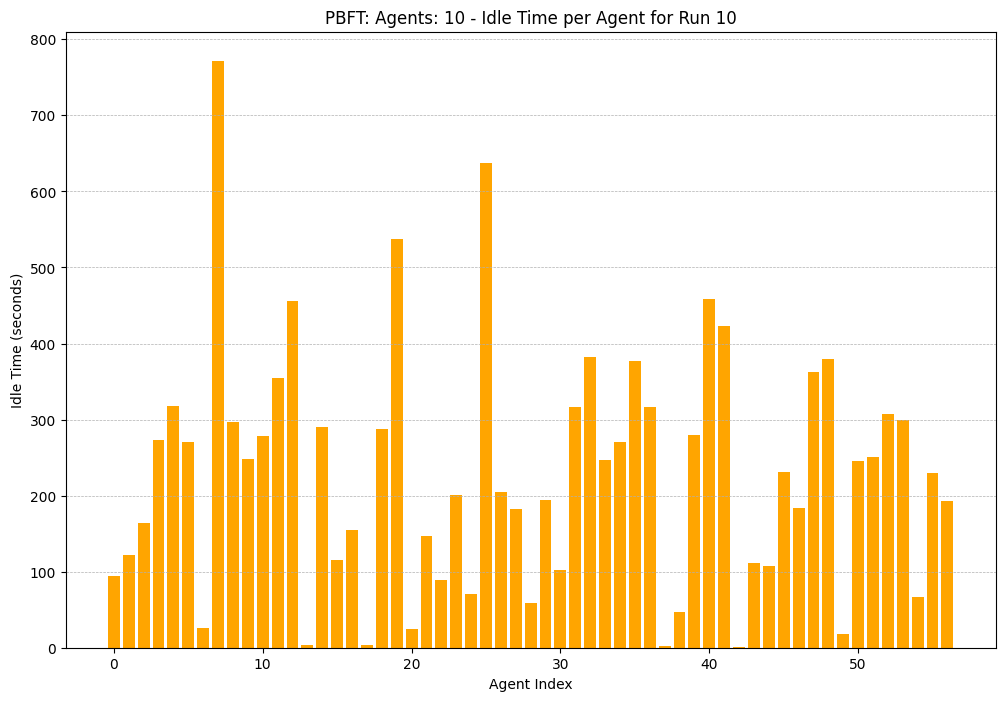 PBFT: Agents: 10 - Idle Time per Agent for Run 10
800
700
600
500
400
300
200
100
0
Idle Time (seconds)
0 10 20 30 40 50
Agent Index